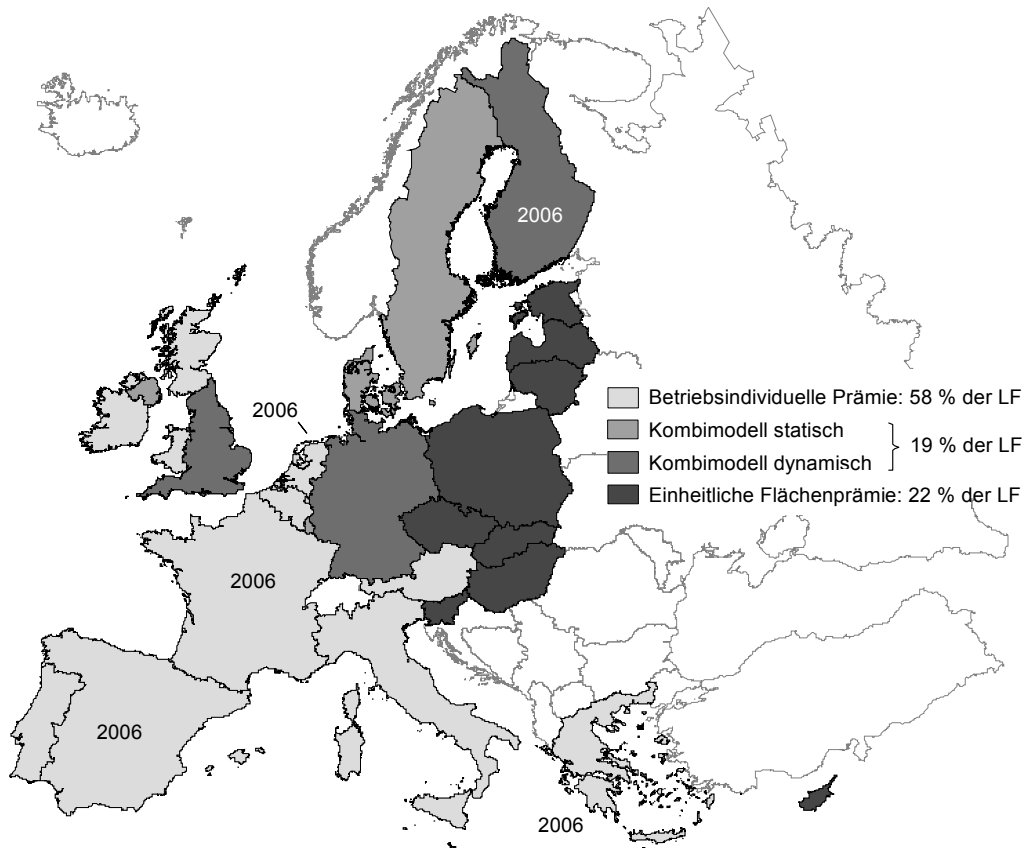 2006
2006
Betriebsindividuelle Prämie: 58 % der LF
Kombimodell statisch
19 % der LF
Kombimodell dynamisch
Einheitliche Flächenprämie: 22 % der LF
2006
2006
2006